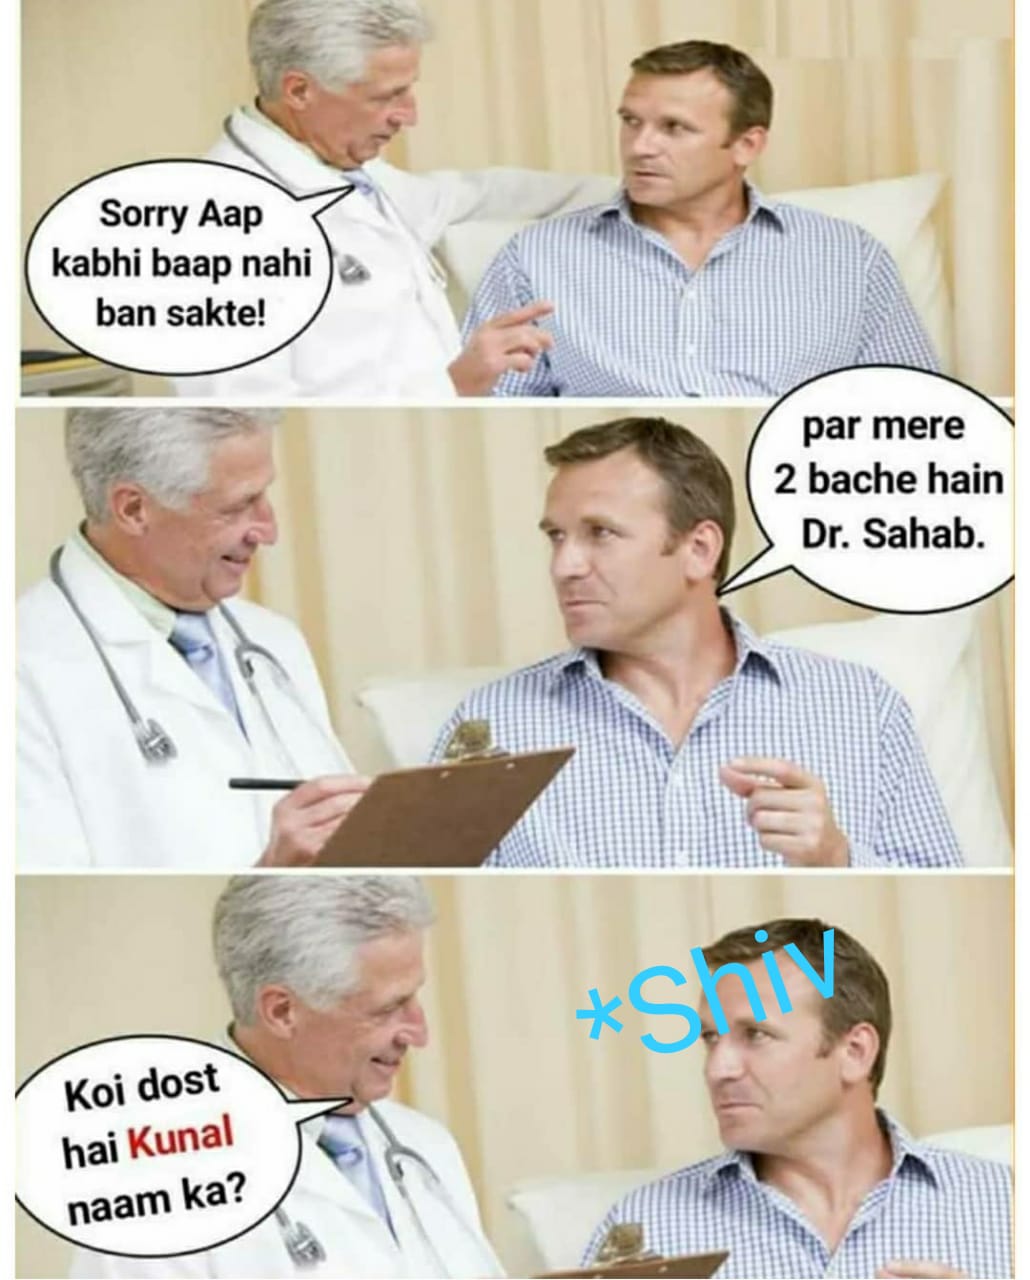 Sorry Aap
kabhi baap nahi
ban sakte!
par mere
2 bache hain
Dr. Sahab.
*Shiv
Koi dost
hai Kunal
naam ka?